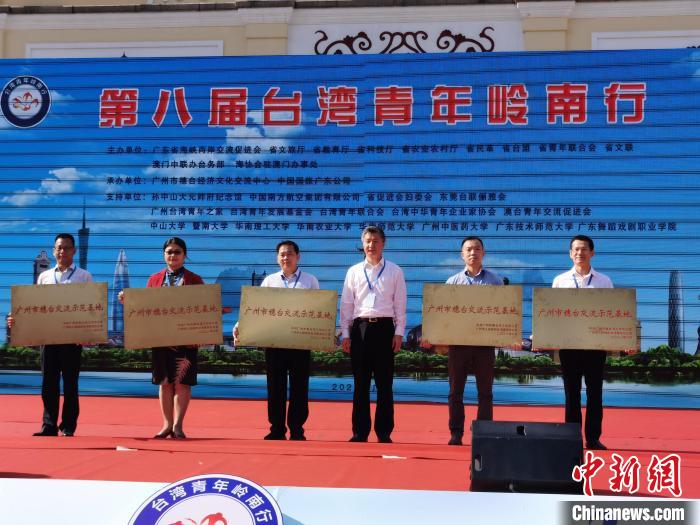 台湾青年岭南行
第八届台湾青年岭南行
主办单位：广东省海峡两岸交流促进会 省文旅厅 省教育厅 省科技厅 省农业农村厅 省民革 省台盟 省青年联合会 省文联
澳门中联办台务部 海协会驻澳门办事处
承办单位：广州市穗台经济文化交流中心 中国国旅广东公司
支持单位：孙中山大元帅府纪念馆 中国南方航空集团有限公司 省促进会妇委会 东莞台联俪雅会
广州台湾青年之家 台湾青年发展基金会 台湾青年联合会 台湾中华青年企业家协会 澳台青年交流促进会
中山大学 暨南大学 华南理工大学 华南农业大学 华南师范大学 广州中医药大学 广东技术师范大学 广东舞蹈戏剧职业学院
广州市穗台交流示范基地
广州市穗台交流示范基地
广州市穗台交流示范基地
广州市穗台交流示范基地
广州市穗台交流示范基地
202
台湾青年岭南行
中新网
Chinanews.com